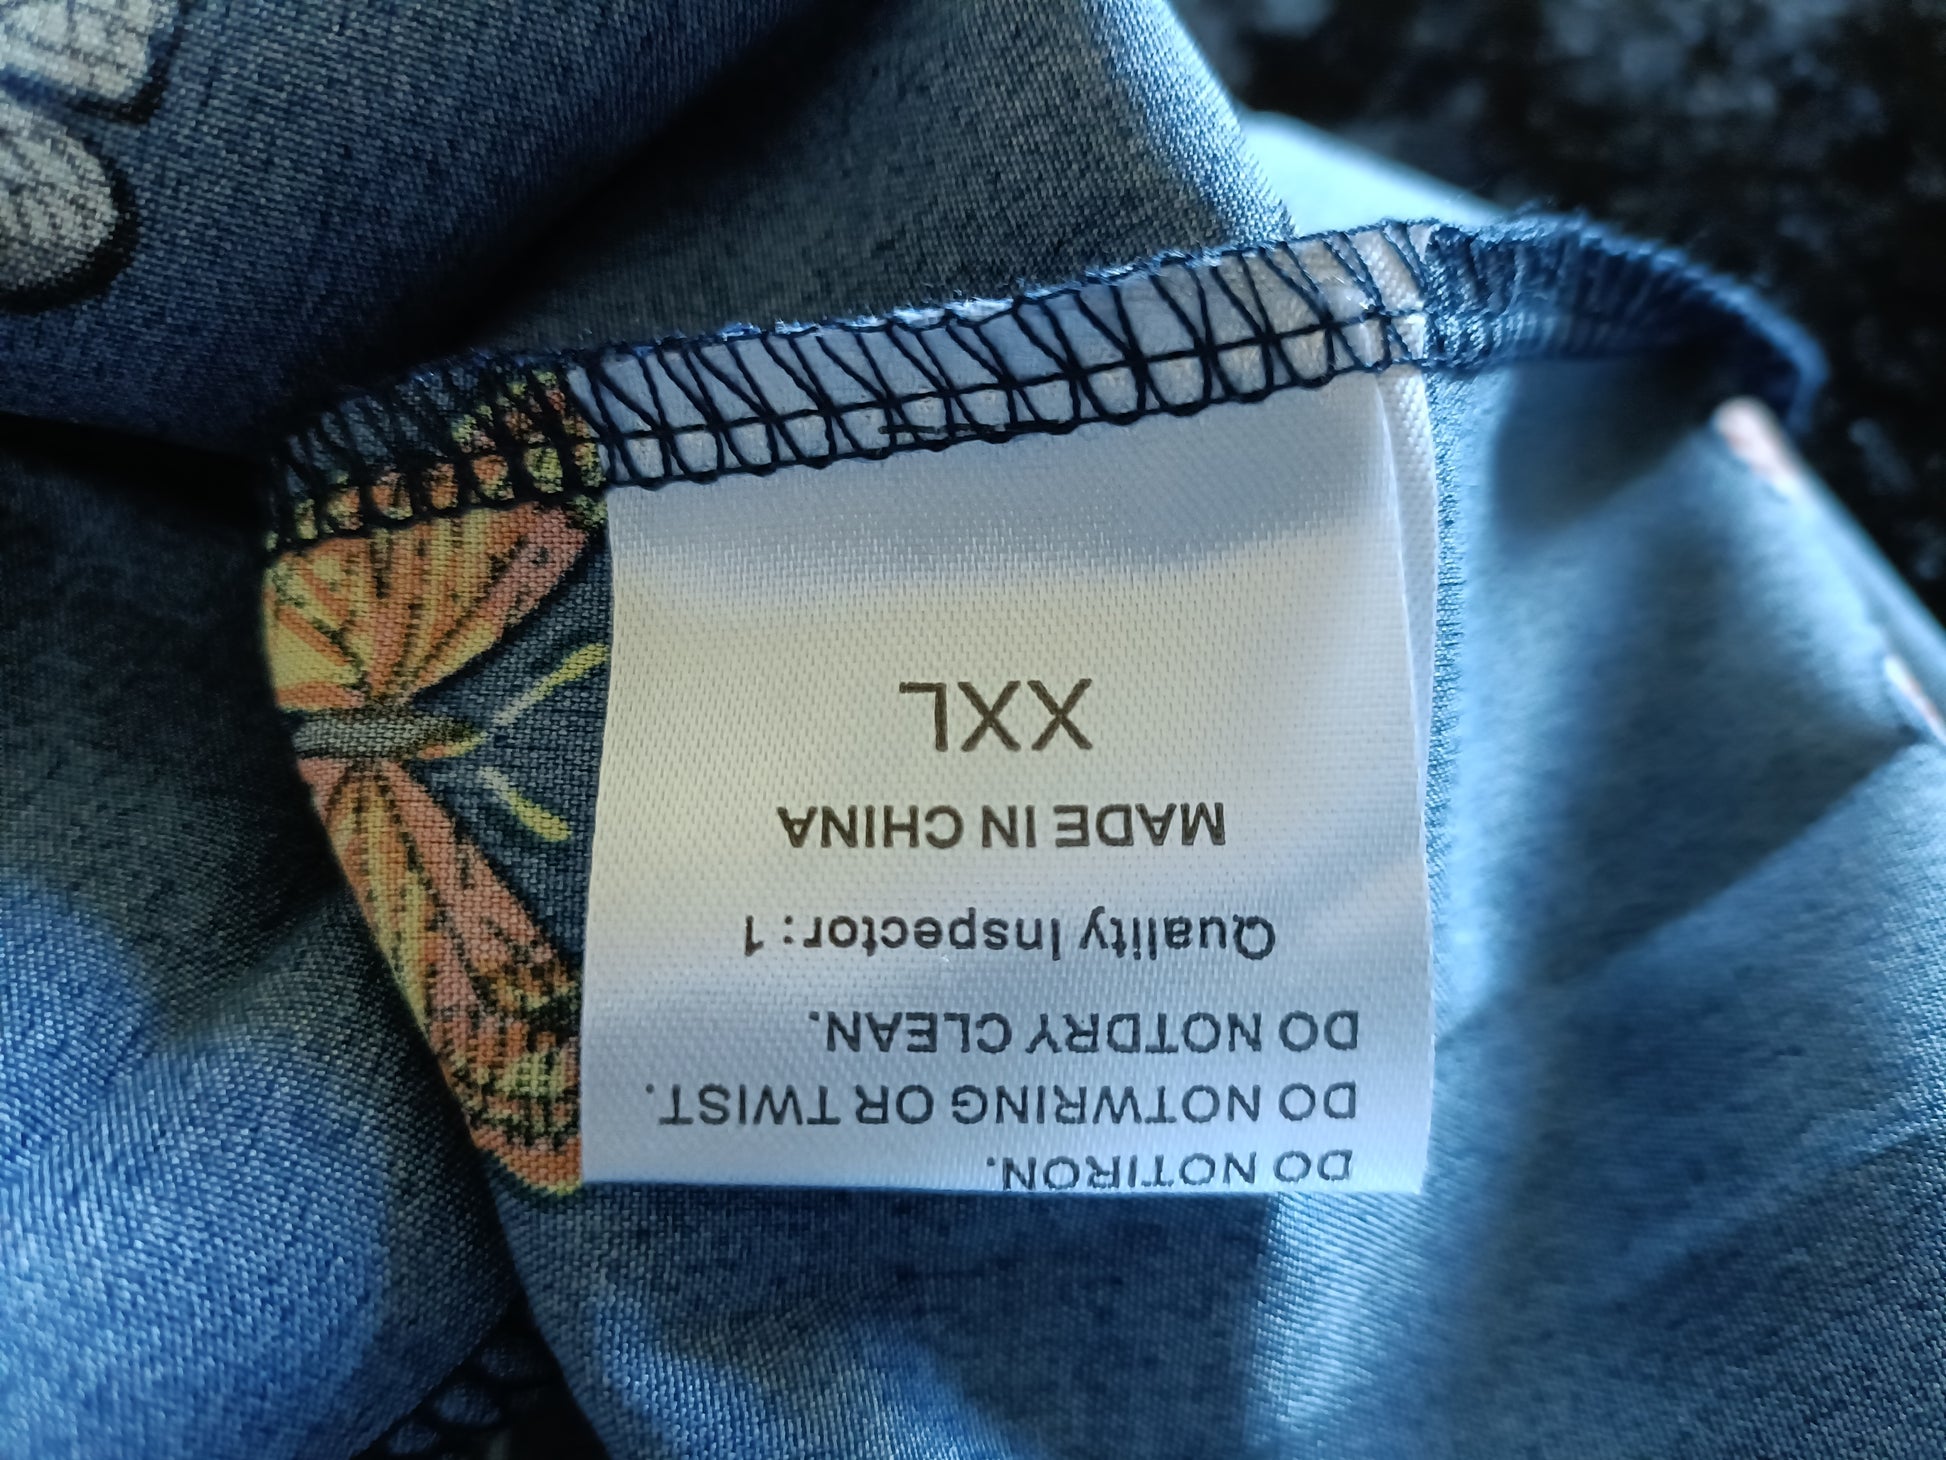 DO NOTIRON.
DO NOTWRING OR TWIST.
DO NOTDRY CLEAN.
Quality Inspector:1
MADE IN CHINA
XXL